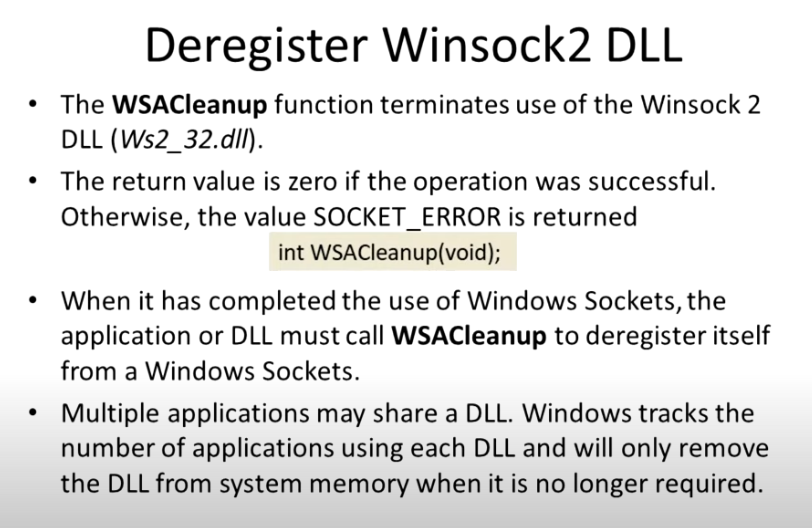 Deregister Winsock2 DLL
• The WSACleanup function terminates use of the Winsock 2
DLL (Ws2_32.dll).
• The return value is zero if the operation was successful.
Otherwise, the value SOCKET_ERROR is returned
int WSACleanup(void);
• When it has completed the use of Windows Sockets, the
application or DLL must call WSACleanup to deregister itself
from a Windows Sockets.
• Multiple applications may share a DLL. Windows tracks the
number of applications using each DLL and will only remove
the DLL from system memory when it is no longer required.